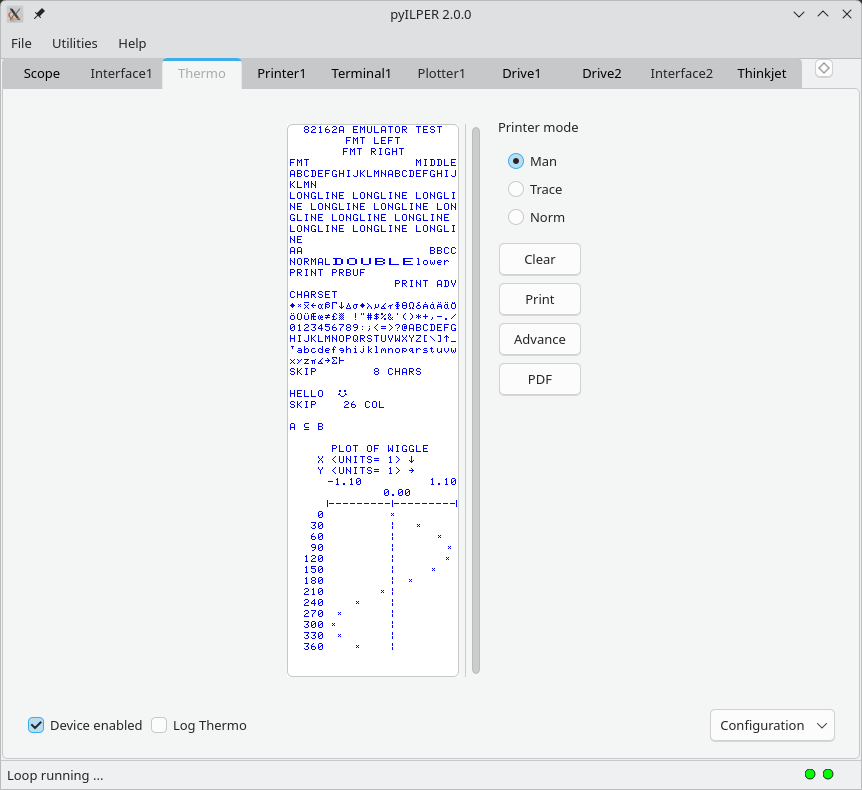 pyILPER 2.0.0
File Utilities Help
Scope Interface1 Thermo Printer1 Terminal1 Plotter1 Drive1 Drive2 Interface2 Thinkjet
82162A EMULATOR TEST
FMT LEFT
FMT RIGHT
FMT MIDDLE
ABCDEFGHIJKLMNABCDEFGHIJ
KLMN
LONGLINE LONGLINE LONGLI
NE LONGLINE LONGLINE LON
GLINE LONGLINE LONGLINE
LONGLINE LONGLINE LONGLI
NE
AA BBCC
NORMALDOUBLElower
PRINT PRBUF
PRINT ADV
CHARSET
0123456789:;<=>?@ABCDEFG
HIJKLMNOPQRSTUVWXYZ[\]↑_
abcdefghijklmnopqrstuvw
xyzπ∡→Σ⊢
SKIP 8 CHARS
HELLO
SKIP 26 COL
A ⊆ B
PLOT OF WIGGLE
X <UNITS= 1> ↓
Y <UNITS= 1> →
-1.10 1.10
0.00
0
30
60
90
120
150
180
210
240
270
300
330
360
Printer mode
Man
Trace
Norm
Clear
Print
Advance
PDF
Device enabled Log Thermo Configuration
Loop running ...